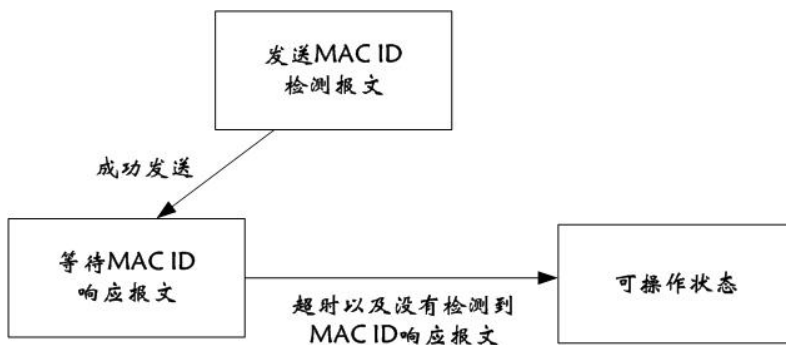 发送MAC ID
检测报文
成功发送
等待MAC ID
响应报文
可操作状态
超时以及没有检测到
MAC ID响应报文